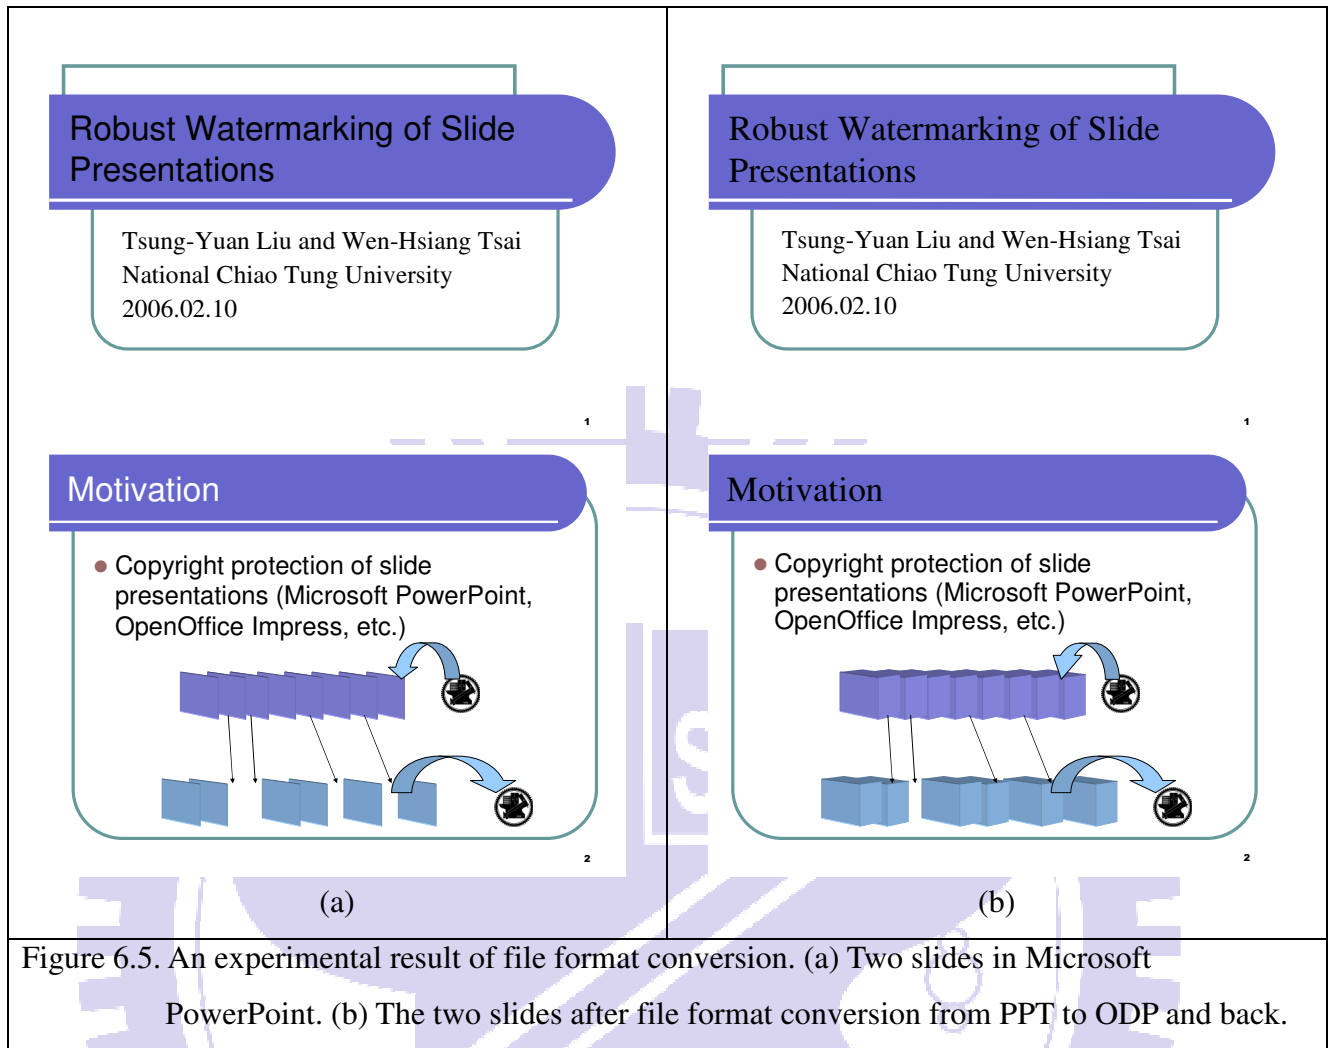 Robust Watermarking of Slide
Presentations
Tsung-Yuan Liu and Wen-Hsiang Tsai
National Chiao Tung University
2006.02.10
1
Motivation
Copyright protection of slide
presentations (Microsoft PowerPoint,
OpenOffice Impress, etc.)
2
(a)
Robust Watermarking of Slide
Presentations
Tsung-Yuan Liu and Wen-Hsiang Tsai
National Chiao Tung University
2006.02.10
1
Motivation
Copyright protection of slide
presentations (Microsoft PowerPoint,
OpenOffice Impress, etc.)
2
(b)
Figure 6.5. An experimental result of file format conversion. (a) Two slides in Microsoft
PowerPoint. (b) The two slides after file format conversion from PPT to ODP and back.